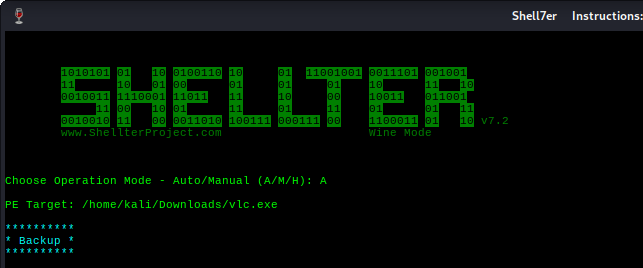 Shell7er Instructions:
1010101 01 10 0100110 10 01 11001001 0011101 001001
11 10 01 00 01 01 01 10 11 10
0010011 1110001 11011 11 10 00 10011 011001
11 00 10 01 11 01 11 01 01 11
0010010 11 00 0011010 100111 000111 00 1100011 01 10 v7.2
www.ShellterProject.com Wine Mode
Choose Operation Mode - Auto/Manual (A/M/H): A
PE Target: /home/kali/Downloads/vlc.exe
**********
* Backup *
**********